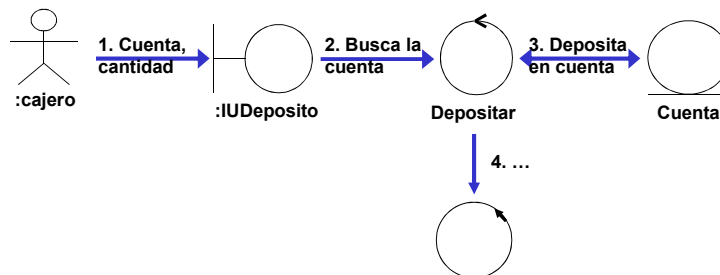 1. Cuenta,
cantidad
2. Busca la
cuenta
3. Deposita
en cuenta
:cajero
:IUDeposito
Depositar
Cuenta
4. ...